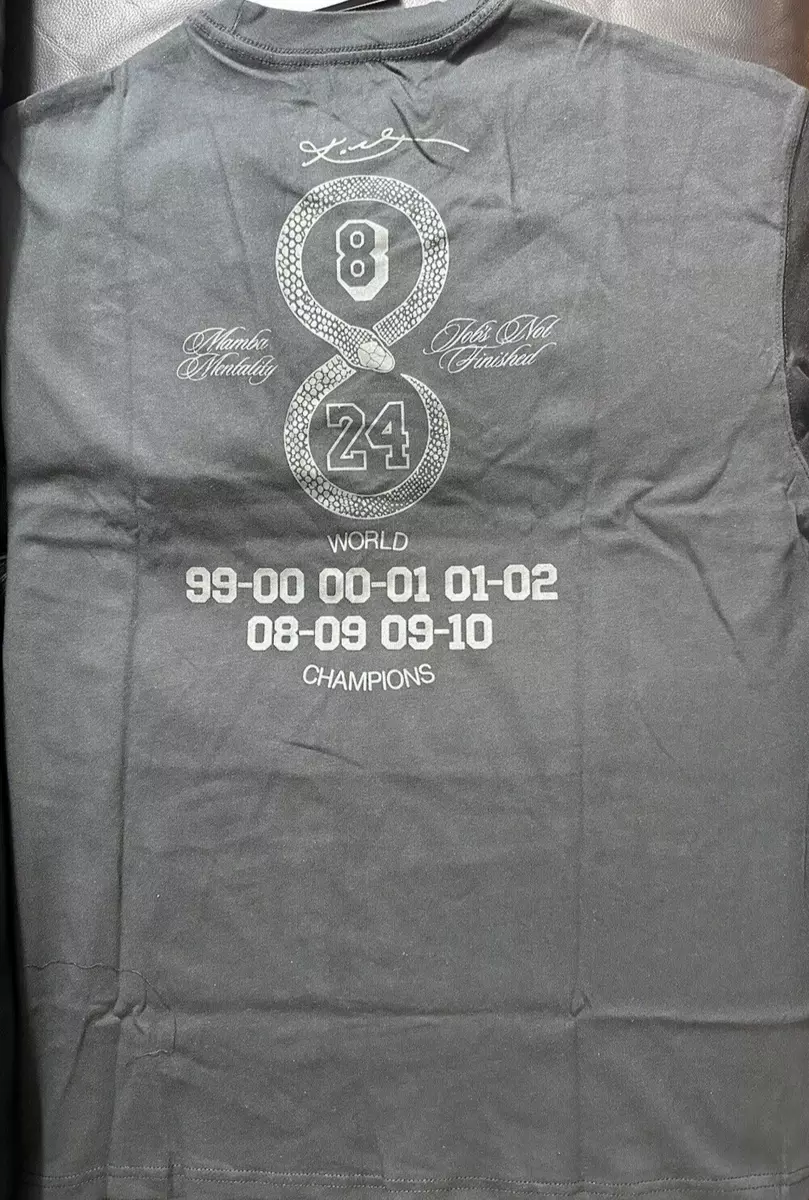 8
Mamba
Mentality
Job's Not
Finished
24
WORLD
99-00 00-01 01-02
08-09 09-10
CHAMPIONS